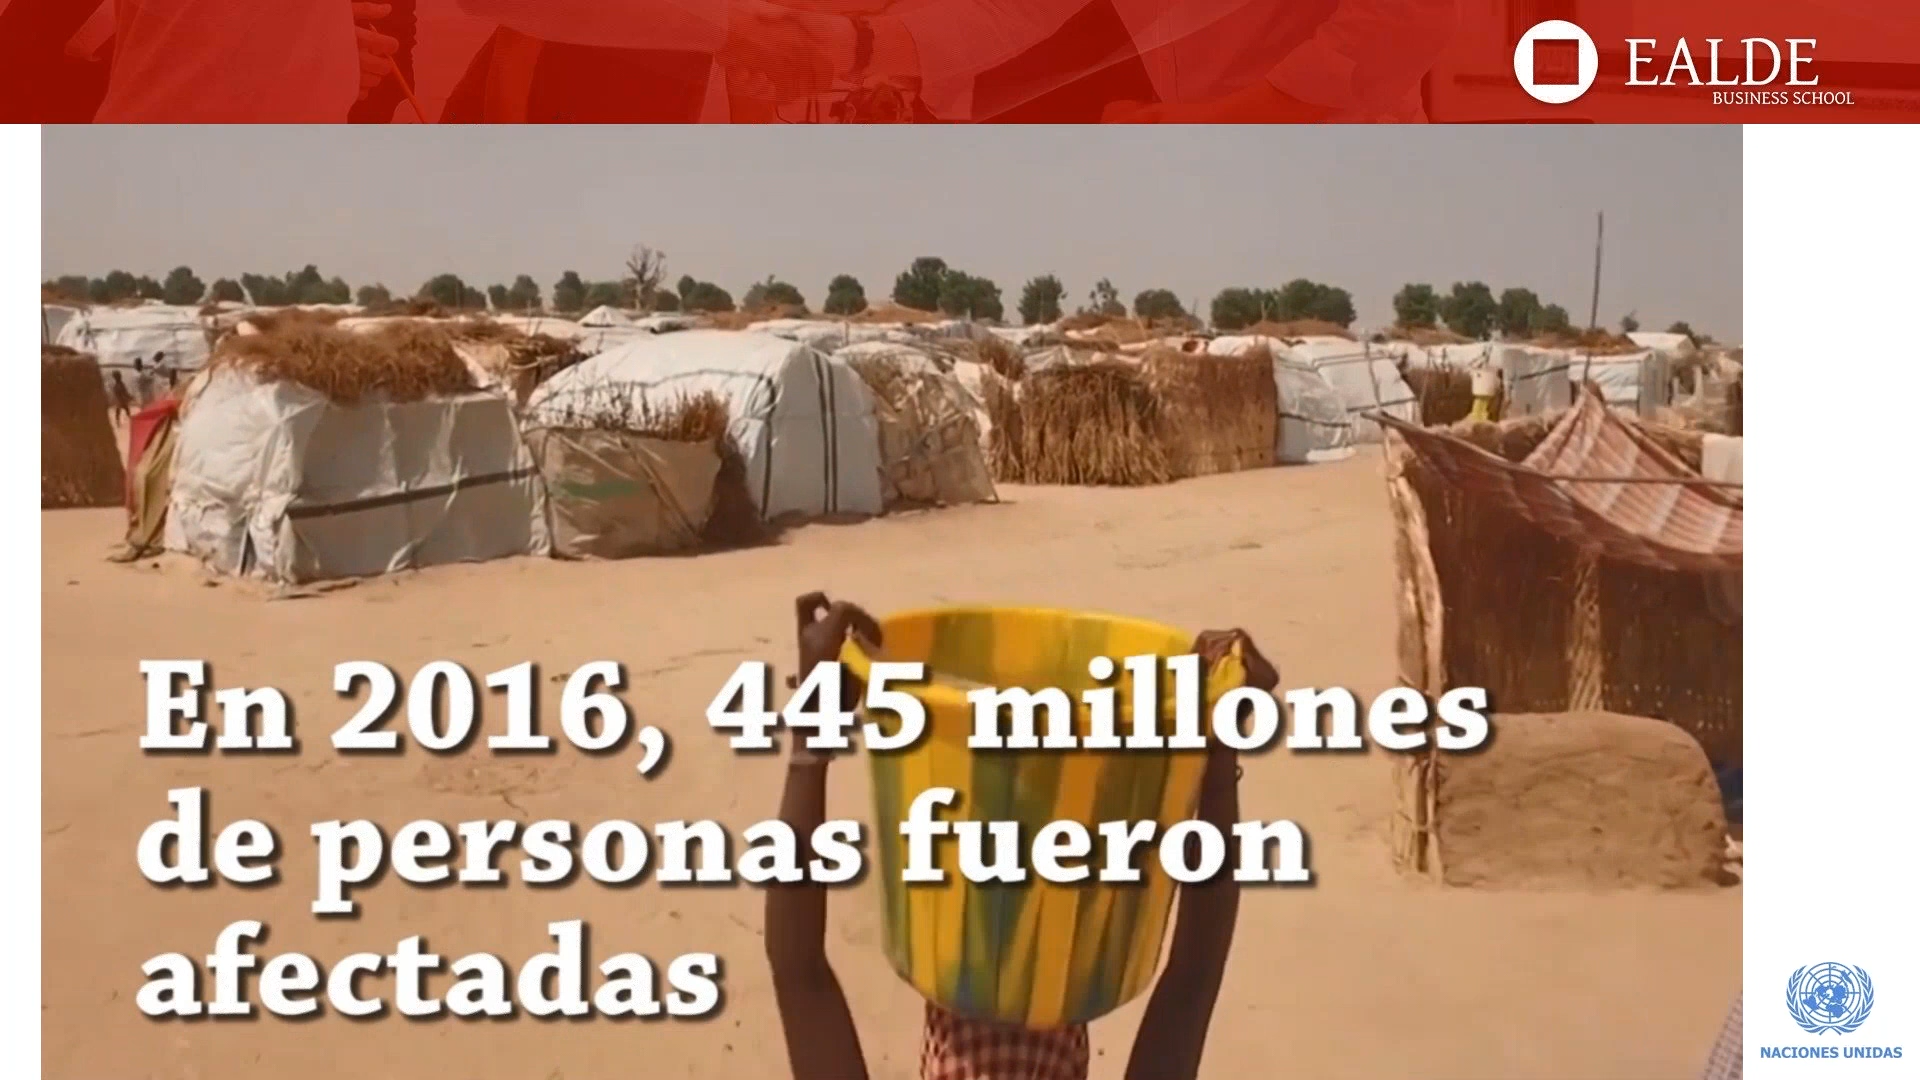 EALDE
BUSINESS SCHOOL
En 2016, 445 millones
de personas fueron
afectadas
NACIONES UNIDAS